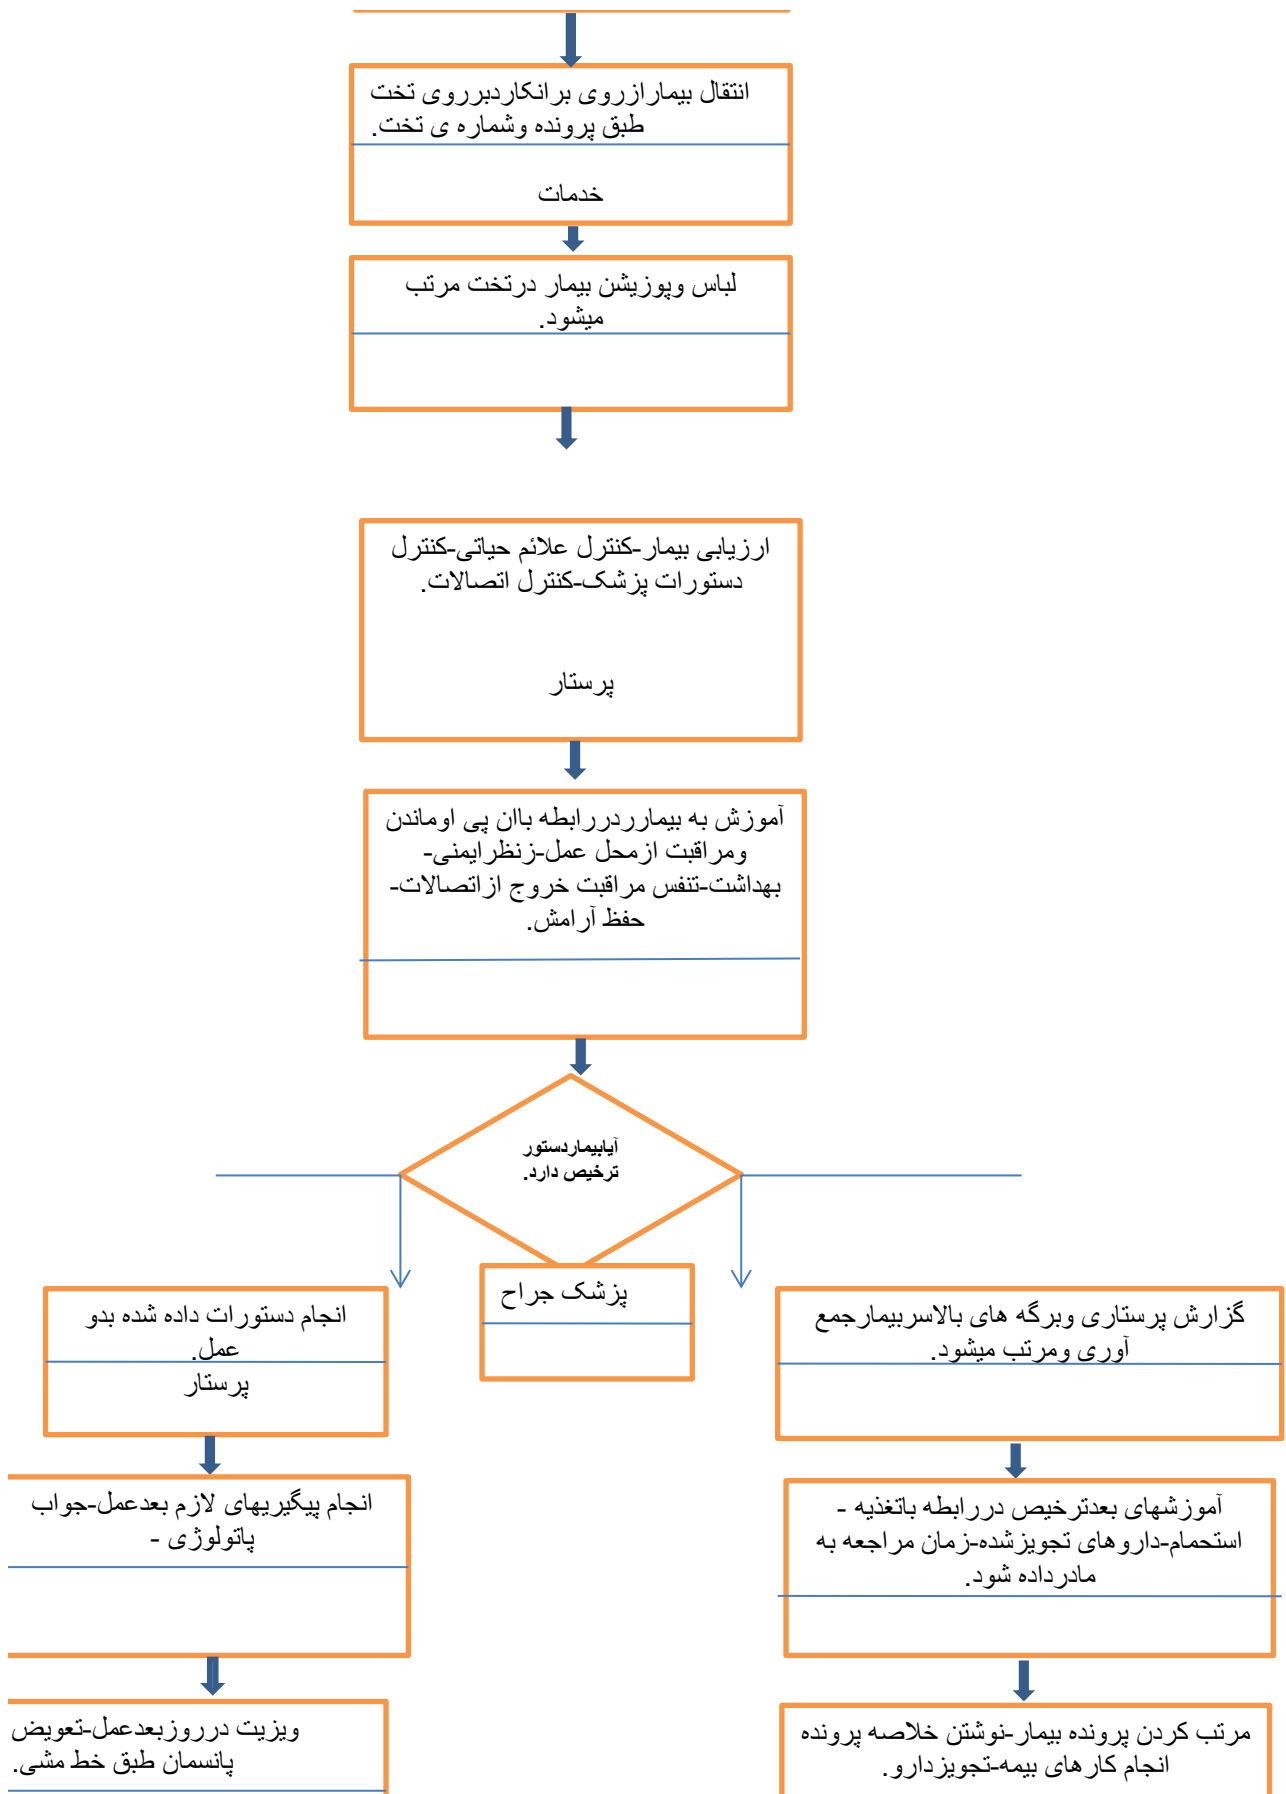 انتقال بیمارازروی برانکاردبرروی تخت
طبق پرونده وشماره ی تخت.
خدمات
لباس وپوزیشن بیمار درتخت مرتب
میشود.
ارزیابی بیمار-کنترل علائم حیاتی-کنترل
دستورات پزشک-کنترل اتصالات.
پرستار
آموزش به بیمارردررابطه باان پی اوماندن
ومراقبت ازمحل عمل-زنظرایمنی-
بهداشت-تنفس مراقبت خروج ازاتصالات-
حفظ آرامش.
آیابیماردستور
ترخیص دارد.
پزشک جراح
گزارش پرستاری وبرگه های بالاسربیمارجمع
آوری ومرتب میشود.
آموزشهای بعدترخیص دررابطه باتغذیه -
استحمام-داروهای تجویزشده-زمان مراجعه به
مادرداده شود.
مرتب کردن پرونده بیمار-نوشتن خلاصه پرونده
انجام کارهای بیمه-تجویزدارو.
انجام دستورات داده شده بدو
عمل.
پرستار
انجام پیگیریهای لازم بعدعمل-جواب
پاتولوژی -
ویزیت درروزبعدعمل-تعویض
پانسمان طبق خط مشی.